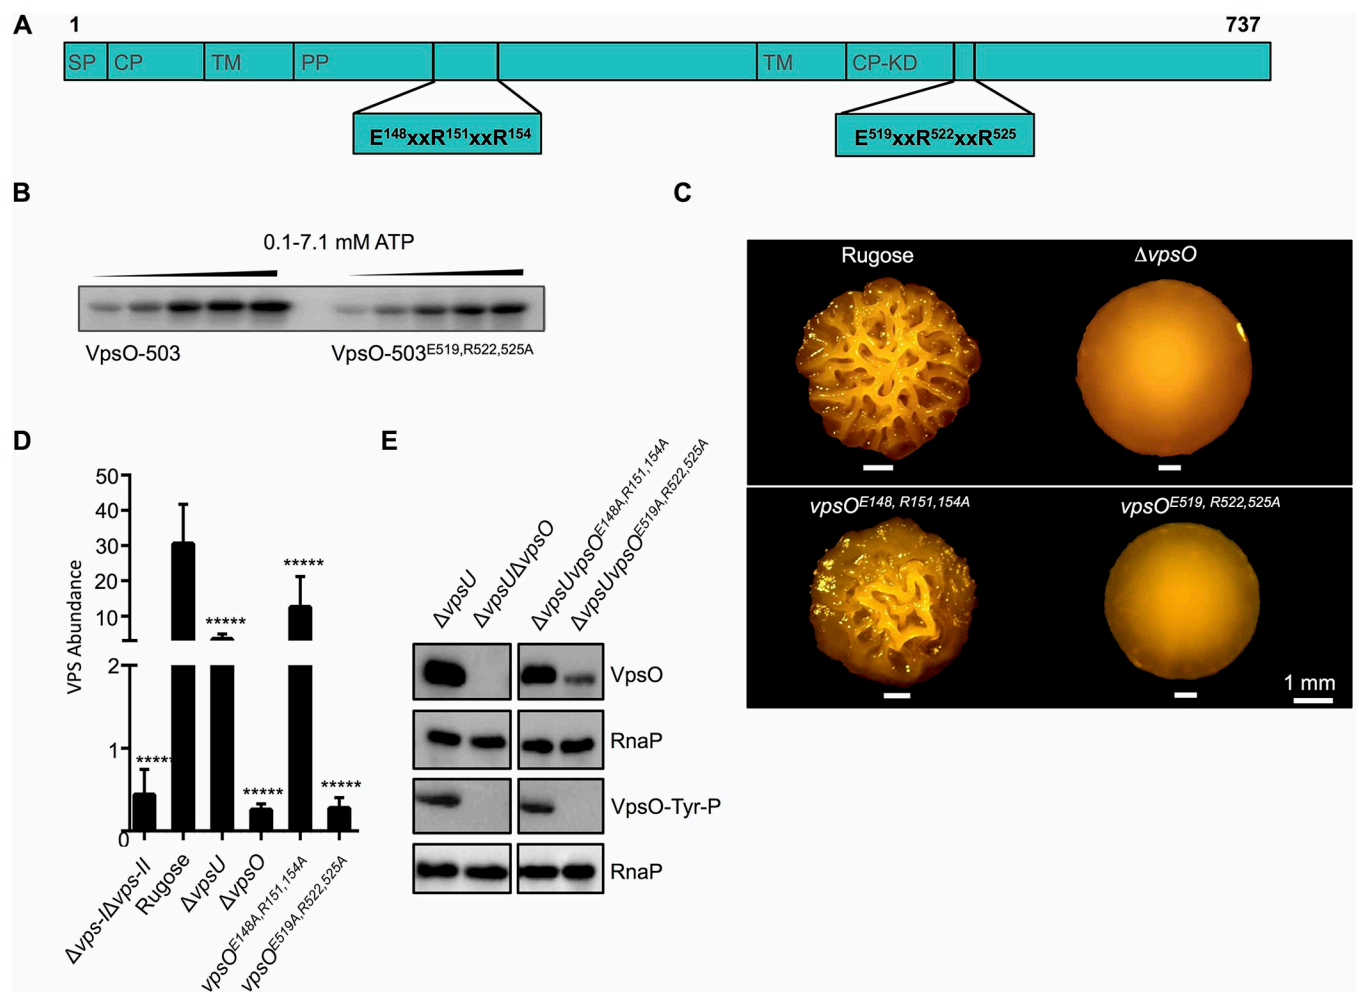 A
1 737
SP CP TM PP TM CP-KD
E148xxR151xxR154 E519xxR522xxR525
B
0.1-7.1 mM ATP
VpsO-503 VpsO-503E519,R522,525A
C
Rugose ΔvpsO
vpsOE148, R151,154A vpsOE519, R522,525A
1 mm
D
VPS Abundance
50
40
30
20
10
2
1
0
*****
*****
*****
*****
*****
Δvps-IΔvps-II
Rugose
ΔvpsU
ΔvpsO
vpsOE148A,R151,154A
vpsOE519A,R522,525A
E
ΔvpsU
ΔvpsUΔvpsO
ΔvpsUvpsOE148A,R151,154A
ΔvpsUvpsOE519A,R522,525A
VpsO
RnaP
VpsO-Tyr-P
RnaP